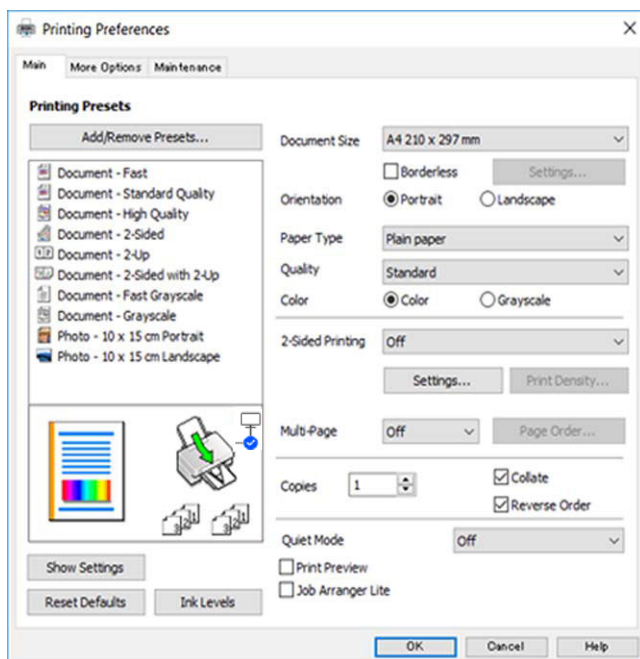 Printing Preferences
Main
More Options
Maintenance
Printing Presets
Add/Remove Presets...
Document - Fast
Document - Standard Quality
Document - High Quality
Document - 2-Sided
Document - 2-Up
Document - 2-Sided with 2-Up
Document - Fast Grayscale
Document - Grayscale
Photo - 10 x 15 cm Portrait
Photo - 10 x 15 cm Landscape
Show Settings
Reset Defaults
Ink Levels
Document Size
A4 210 x 297 mm
Borderless
Settings...
Orientation
Portrait
Landscape
Paper Type
Plain paper
Quality
Standard
Color
Color
Grayscale
2-Sided Printing
Off
Settings...
Print Density...
Multi-Page
Off
Page Order...
Copies
1
Collate
Reverse Order
Quiet Mode
Off
Print Preview
Job Arranger Lite
OK
Cancel
Help